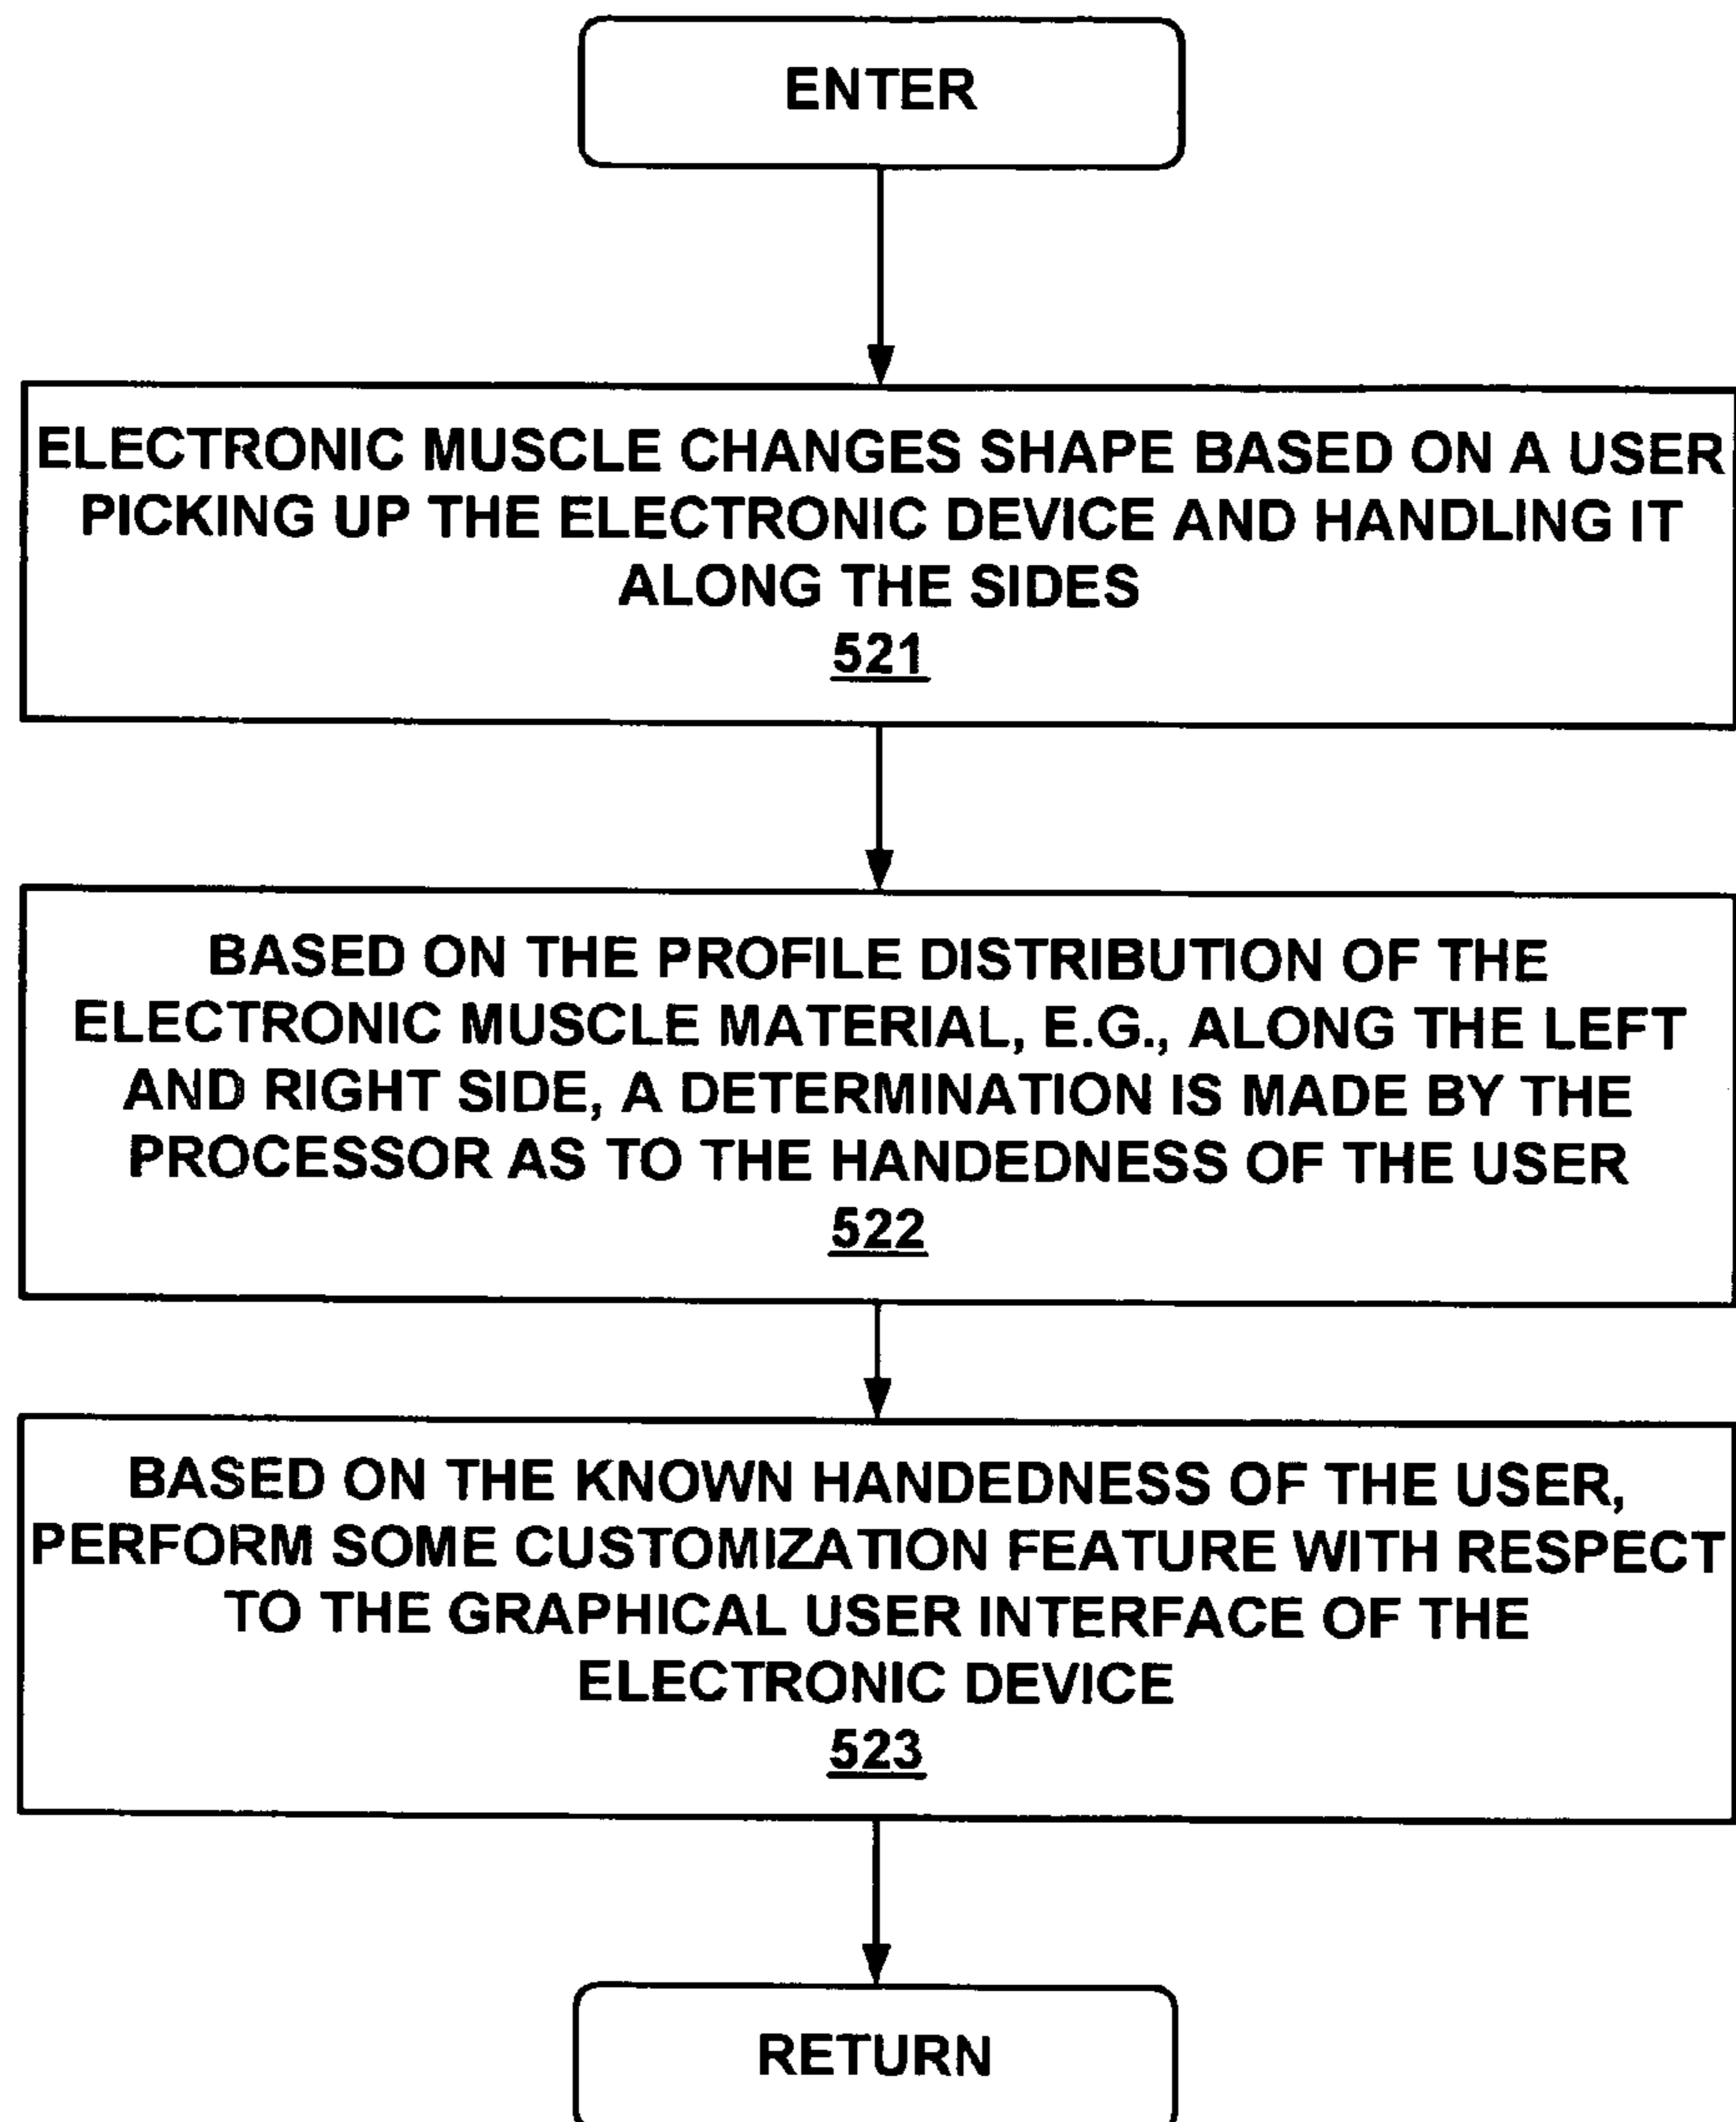 ENTER
ELECTRONIC MUSCLE CHANGES SHAPE BASED ON A USER
PICKING UP THE ELECTRONIC DEVICE AND HANDLING IT
ALONG THE SIDES
521
BASED ON THE PROFILE DISTRIBUTION OF THE
ELECTRONIC MUSCLE MATERIAL, E.G., ALONG THE LEFT
AND RIGHT SIDE, A DETERMINATION IS MADE BY THE
PROCESSOR AS TO THE HANDEDNESS OF THE USER
522
BASED ON THE KNOWN HANDEDNESS OF THE USER,
PERFORM SOME CUSTOMIZATION FEATURE WITH RESPECT
TO THE GRAPHICAL USER INTERFACE OF THE
ELECTRONIC DEVICE
523
RETURN